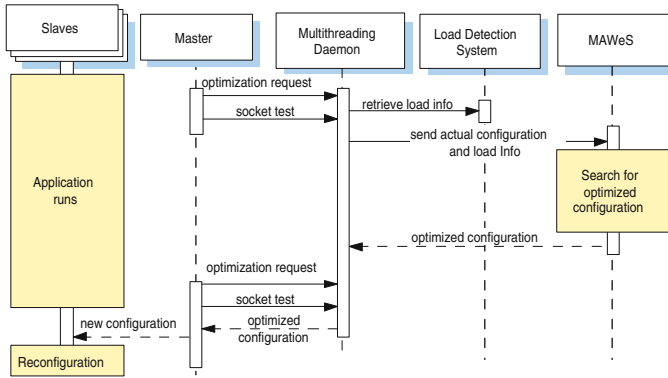 Slaves
Master
Multithreading
Daemon
Load Detection
System
MAWeS
optimization request
socket test
retrieve load info
send actual configuration
and load Info
Application
runs
Search for
optimized
configuration
optimized configuration
optimization request
socket test
new configuration
optimized
configuration
Reconfiguration